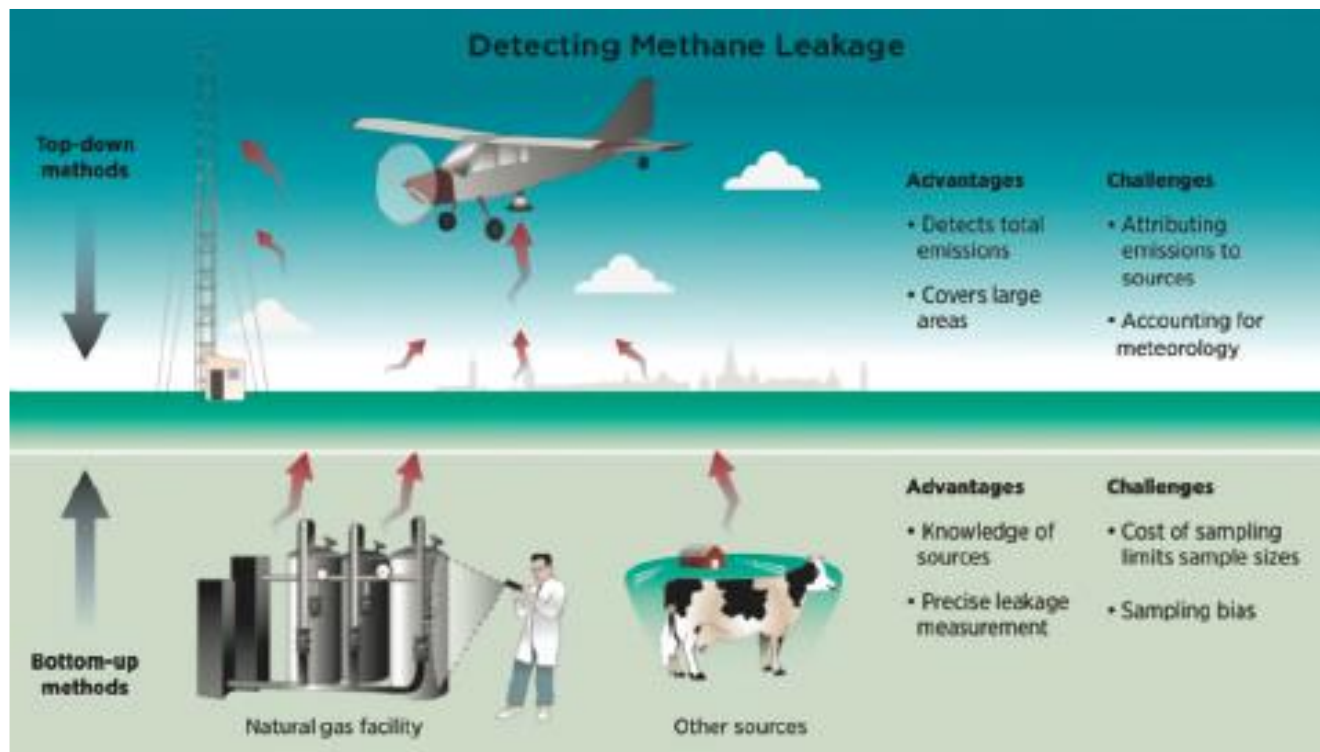 Detecting Methane Leakage
Top-down
methods
Advantages
• Detects total
emissions
• Covers large
areas
Challenges
• Attributing
emissions to
sources
• Accounting for
meteorology
Advantages
• Knowledge of
sources
• Precise leakage
measurement
Challenges
• Cost of sampling
limits sample sizes
• Sampling bias
Bottom-up
methods
Natural gas facility
Other sources